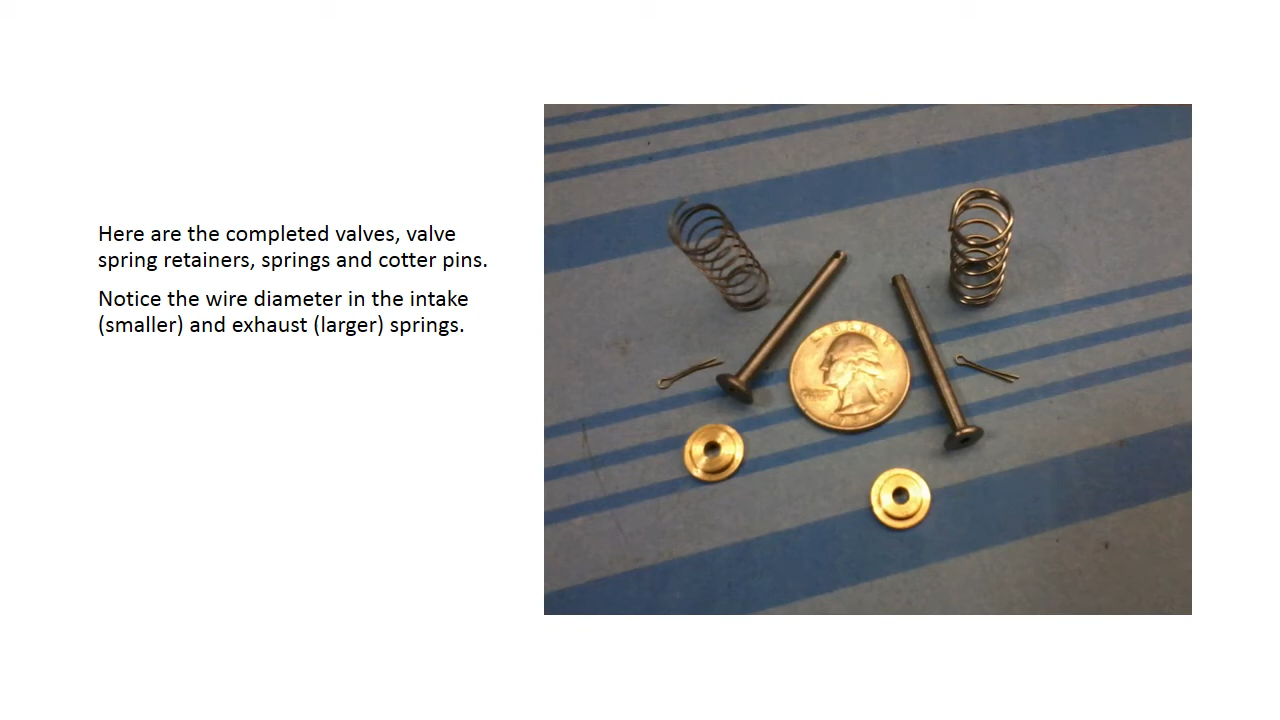 Here are the completed valves, valve
spring retainers, springs and cotter pins.
Notice the wire diameter in the intake
(smaller) and exhaust (larger) springs.
LIBERTY